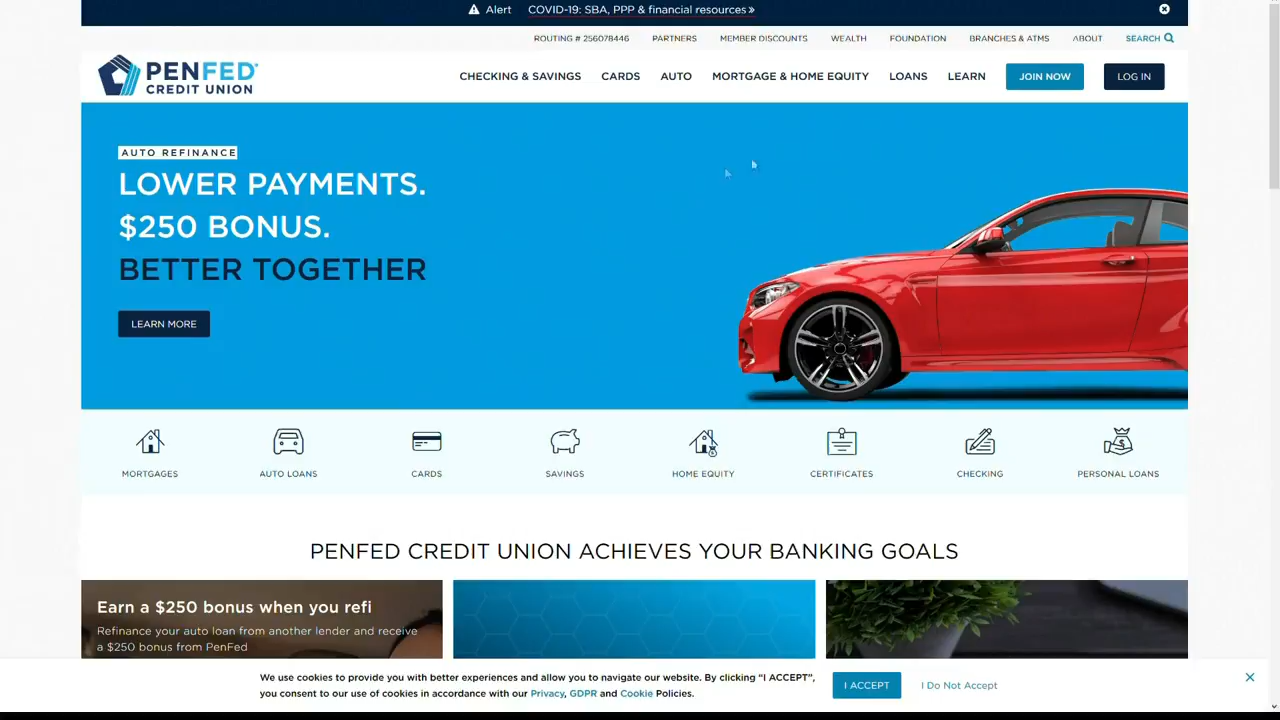 Alert COVID-19: SBA, PPP & financial resources »
ROUTING # 256078446 PARTNERS MEMBER DISCOUNTS WEALTH FOUNDATION BRANCHES & ATMS ABOUT SEARCH
PENFED
CREDIT UNION
CHECKING & SAVINGS CARDS AUTO MORTGAGE & HOME EQUITY LOANS LEARN JOIN NOW LOG IN
AUTO REFINANCE
LOWER PAYMENTS.
$250 BONUS.
BETTER TOGETHER
LEARN MORE
MORTGAGES AUTO LOANS CARDS SAVINGS HOME EQUITY CERTIFICATES CHECKING PERSONAL LOANS
PENFED CREDIT UNION ACHIEVES YOUR BANKING GOALS
Earn a $250 bonus when you refi
Refinance your auto loan from another lender and receive
a $250 bonus from PenFed
We use cookies to provide you with better experiences and allow you to navigate our website. By clicking “I ACCEPT”,
you consent to our use of cookies in accordance with our Privacy, GDPR and Cookie Policies.
I ACCEPT I Do Not Accept